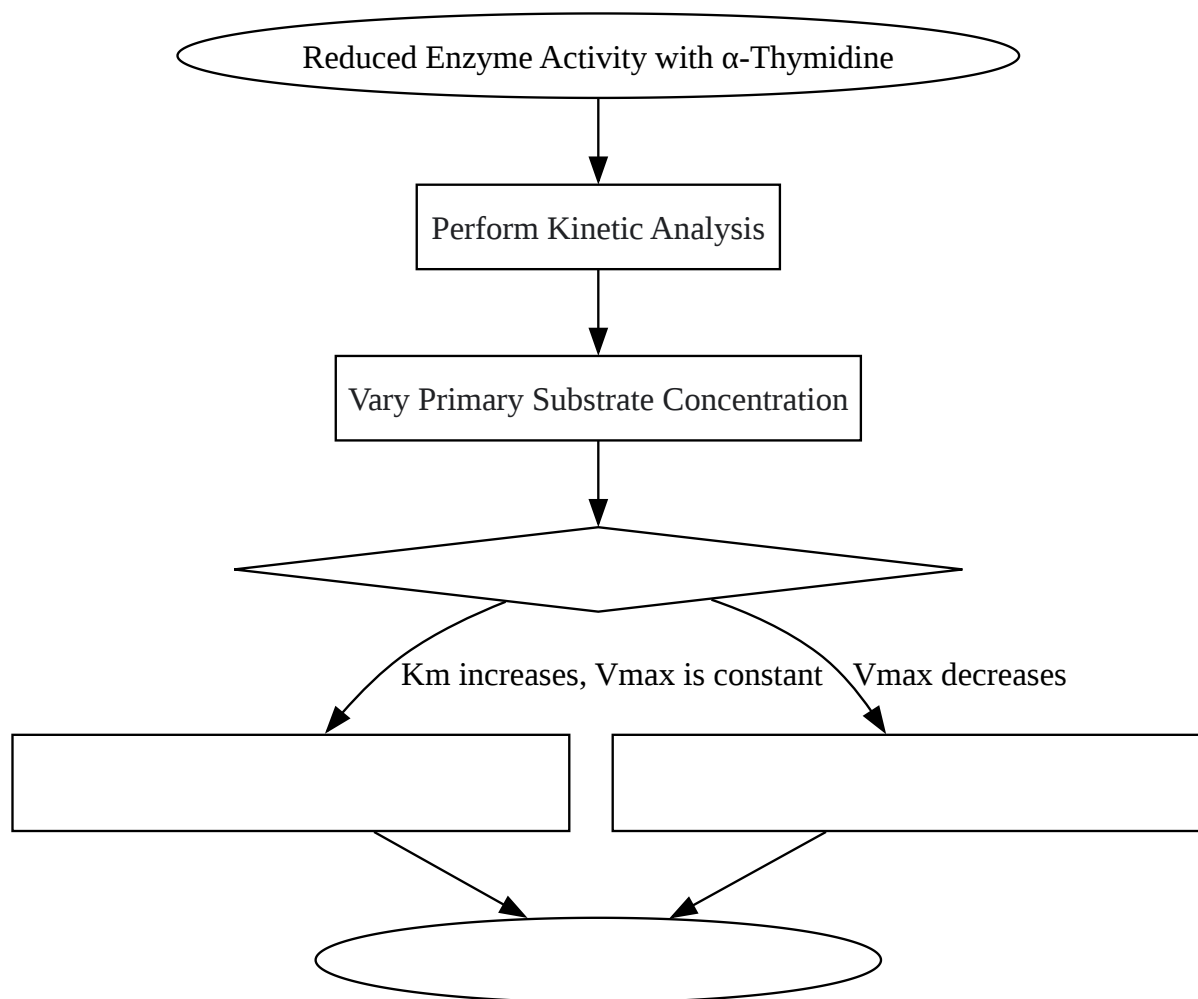 Reduced Enzyme Activity with α-Thymidine
Perform Kinetic Analysis
Vary Primary Substrate Concentration
Km increases, Vmax is constant
Vmax decreases